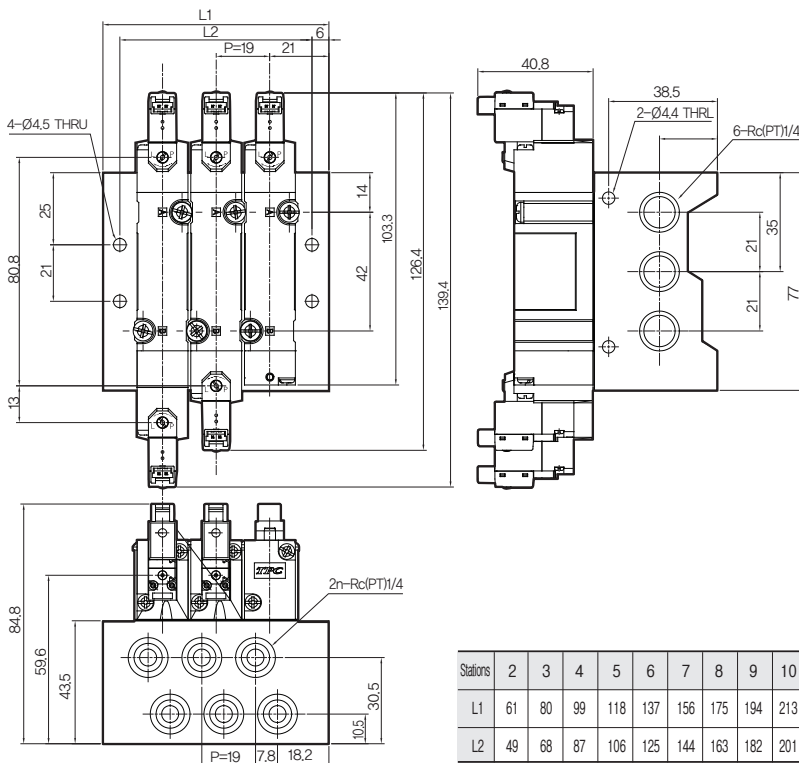 L1
L2
6
P=19
21
4-Ø4.5 THRU
L P
L P
L P
A
A
A
B
B
B
L P
L P
25
80.8
21
13
14
103.3
42
126.4
139.4
40.8
38.5
2-Ø4.4 THRL
6-Rc(PT)1/4
21
35
21
77
TPC
2n-Rc(PT)1/4
84.8
59.6
43.5
30.5
10.5
P=19
7.8
18.2
Stations 2 3 4 5 6 7 8 9 10
L1 61 80 99 118 137 156 175 194 213
L2 49 68 87 106 125 144 163 182 201